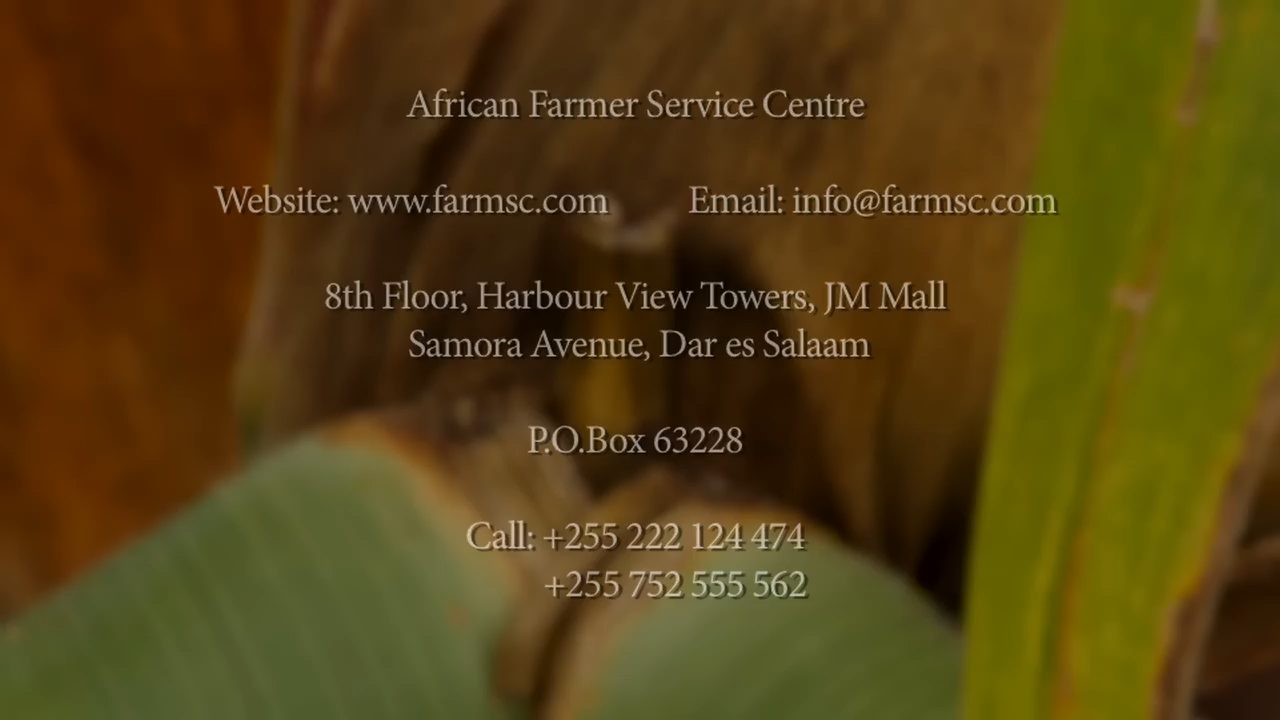 African Farmer Service Centre
Website: www.farmsc.com Email: info@farmsc.com
8th Floor, Harbour View Towers, JM Mall
Samora Avenue, Dar es Salaam
P.O.Box 63228
Call: +255 222 124 474
+255 752 555 562